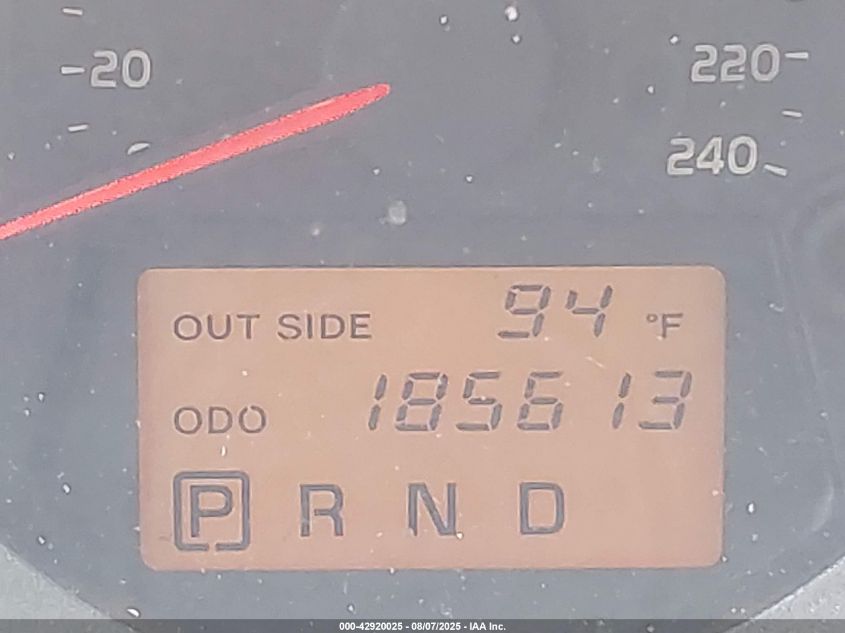 20
220
240
OUT SIDE 94 °F
ODO 185613
P R N D
000-42920025 - 08/07/2025 - IAA Inc.